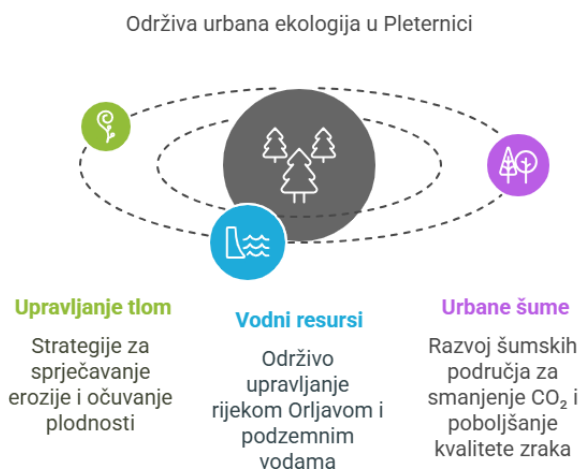 Održiva urbana ekologija u Pleternici
Upravljanje tlom
Strategije za
sprječavanje
erozije i očuvanje
plodnosti
Vodni resursi
Održivo
upravljanje
rijekom Orljavom i
podzemnim
vodama
Urbane šume
Razvoj šumskih
područja za
smanjenje CO₂ i
poboljšanje
kvalitete zraka